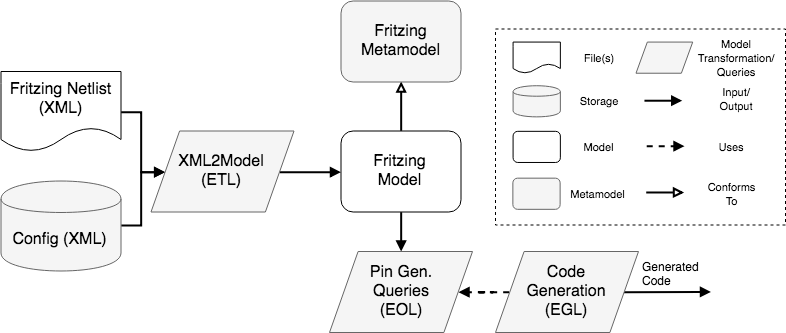 Fritzing
Metamodel
Fritzing Netlist
(XML)
XML2Model
(ETL)
Fritzing
Model
Config (XML)
Pin Gen.
Queries
(EOL)
Code
Generation
(EGL)
Generated
Code
File(s)
Model
Transformation/
Queries
Storage
Input/
Output
Model
Uses
Metamodel
Conforms
To